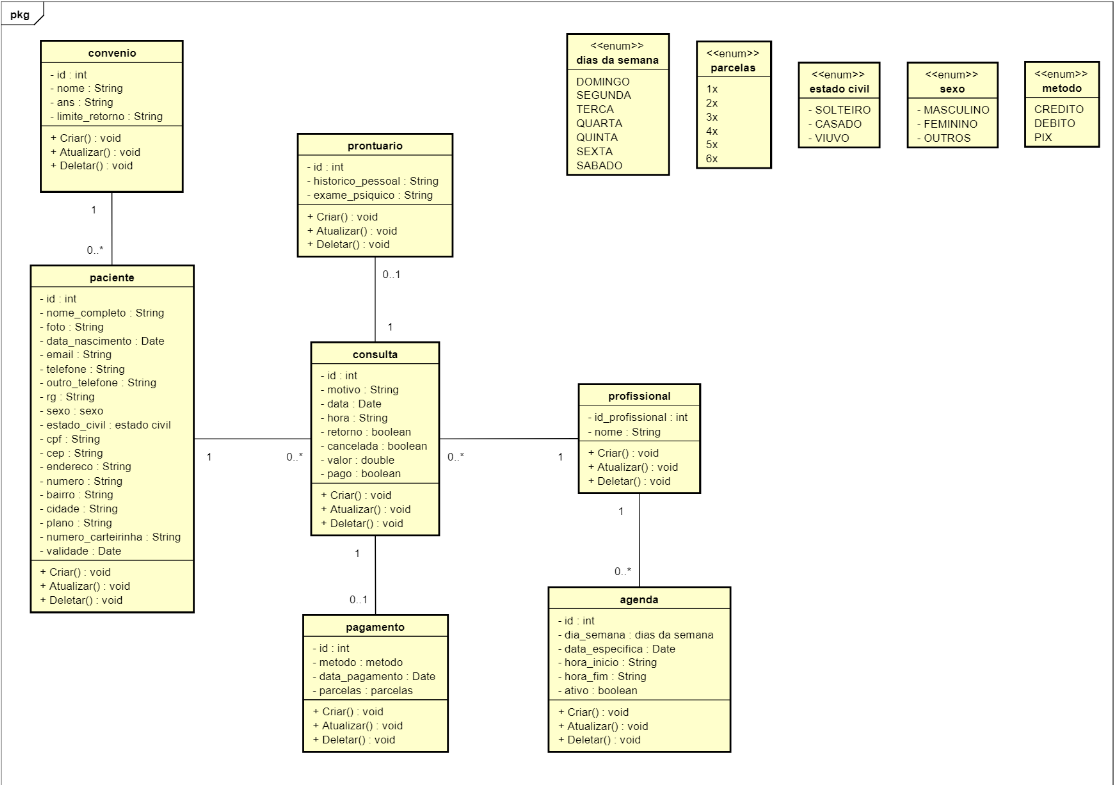 pkg
convenio
- id : int
- nome : String
- ans : String
- limite_retorno : String
+ Criar() : void
+ Atualizar() : void
+ Deletar() : void
1
0..*
paciente
- id : int
- nome_completo : String
- foto : String
- data_nascimento : Date
- email : String
- telefone : String
- outro_telefone : String
- rg : String
- sexo : sexo
- estado_civil : estado civil
- cpf : String
- cep : String
- endereco : String
- numero : String
- bairro : String
- cidade : String
- plano : String
- numero_carteirinha : String
- validade : Date
+ Criar() : void
+ Atualizar() : void
+ Deletar() : void
1
0..*
prontuario
- id : int
- historico_pessoal : String
- exame_psiquico : String
+ Criar() : void
+ Atualizar() : void
+ Deletar() : void
0..1
1
consulta
- id : int
- motivo : String
- data : Date
- hora : String
- retorno : boolean
- cancelada : boolean
- valor : double
- pago : boolean
+ Criar() : void
+ Atualizar() : void
+ Deletar() : void
1
0..1
pagamento
- id : int
- metodo : metodo
- data_pagamento : Date
- parcelas : parcelas
+ Criar() : void
+ Atualizar() : void
+ Deletar() : void
0..*
1
profissional
- id_profissional : int
- nome : String
+ Criar() : void
+ Atualizar() : void
+ Deletar() : void
1
0..*
agenda
- id : int
- dia_semana : dias da semana
- data_especifica : Date
- hora_inicio : String
- hora_fim : String
- ativo : boolean
+ Criar() : void
+ Atualizar() : void
+ Deletar() : void
<<enum>>
dias da semana
DOMINGO
SEGUNDA
TERCA
QUARTA
QUINTA
SEXTA
SABADO
<<enum>>
parcelas
1x
2x
3x
4x
5x
6x
<<enum>>
estado civil
- SOLTEIRO
- CASADO
- VIUVO
<<enum>>
sexo
- MASCULINO
- FEMININO
- OUTROS
<<enum>>
metodo
CREDITO
DEBITO
PIX